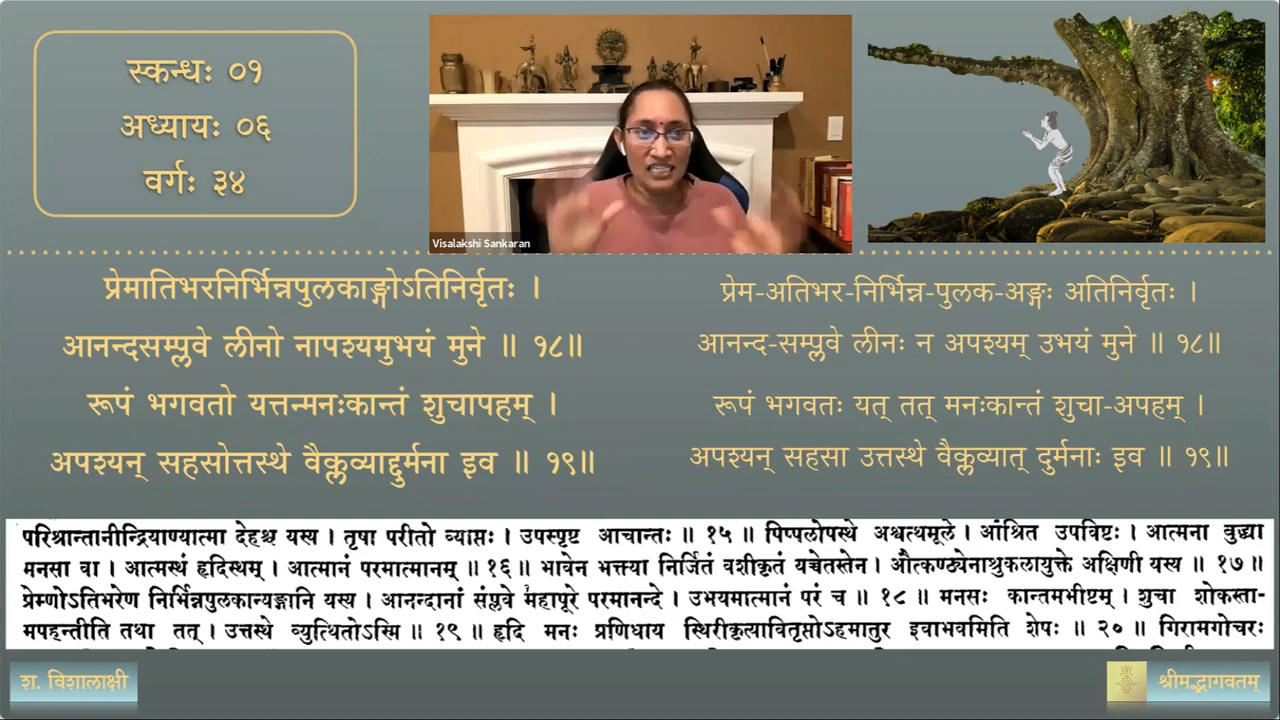 स्कन्धः ०१
अध्यायः ०६
वर्गः ३४
Visalakshi Sankaran
प्रेमातिभरनिर्भिन्नपुलकाङ्गोऽतिनिर्वृतः ।
आनन्दसम्प्लवे लीनो नापश्यमुभयं मुने ॥ १८॥
रूपं भगवतो यत्तन्मनःकान्तं शुचापहम् ।
अपश्यन् सहसोत्तस्थे वैक्लव्याद्दुर्मना इव ॥ १९॥
प्रेम-अतिभर-निर्भिन्न-पुलक-अङ्गः अतिनिर्वृतः ।
आनन्द-सम्प्लवे लीनः न अपश्यम् उभयं मुने ॥ १८॥
रूपं भगवतः यत् तत् मनःकान्तं शुचा-अपहम् ।
अपश्यन् सहसा उत्तस्थे वैक्लव्यात् दुर्मनाः इव ॥ १९॥
परिश्रान्तानीन्द्रियाण्यात्मा देहश्च यस्य । तृषा परीतो व्याप्तः । उपस्पृष्ट आचान्तः ॥ १५ ॥ पिप्पलोपस्थे अश्वत्थमूले । आश्रित उपविष्टः । आत्मना बुद्ध्या
मनसा वा । आत्मस्थं हृदिस्थम् । आत्मानं परमात्मानम् ॥ १६ ॥ भावेन भक्त्या निर्जितं वशीकृतं यच्चेतस्तेन । औत्कण्ठ्येनाश्रुकलायुक्ते अक्षिणी यस्य ॥ १७ ॥
प्रेम्णोऽतिभरेण निर्भिन्नपुलकान्यङ्गानि यस्य । आनन्दानां संप्लवे महापूरे परमानन्दे । उभयमात्मानं परं च ॥ १८ ॥ मनसः कान्तमभीष्टम् । शुचा शोकस्ता-
मपहन्तीति तथा तत् । उत्तस्थे व्युत्थितोऽस्मि ॥ १९ ॥ हृदि मनः प्रणिधाय स्थिरीकृत्यावितृप्तोऽहमातुर इवाभवमिति शेषः ॥ २० ॥ गिरामगोचरः
श. विशालाक्षी
श्रीमद्भागवतम्